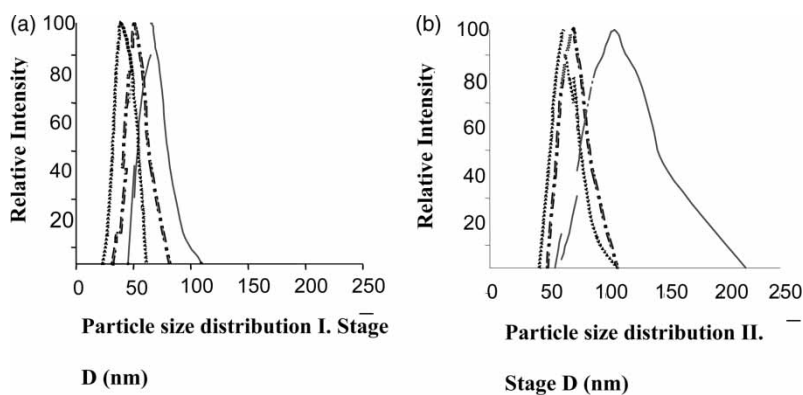 (a)
100
80
60
40
20
Relative Intensity
0 50 100 150 200 250
Particle size distribution I. Stage
D (nm)
(b)
100
80
60
40
20
Relative Intensity
0 50 100 150 200 250
Particle size distribution II.
Stage D (nm)